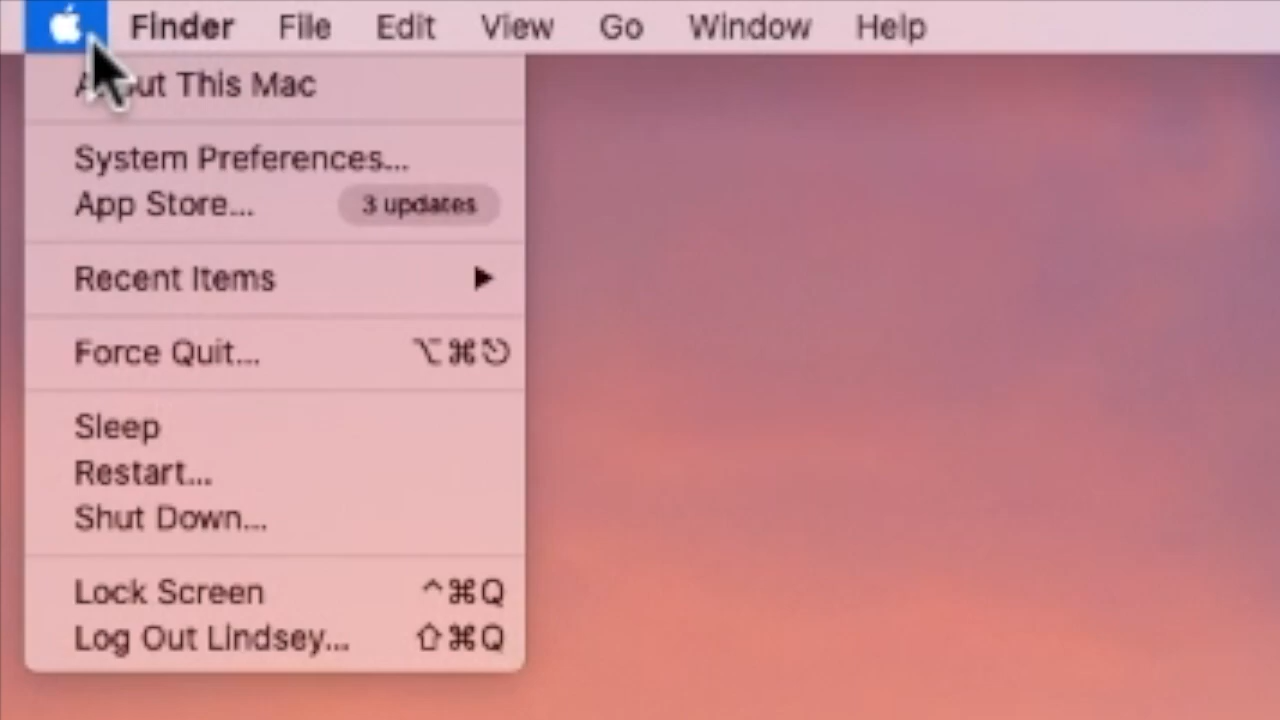 Finder File Edit View Go Window Help
About This Mac
System Preferences...
App Store... 3 updates
Recent Items ▶
Force Quit... ⌥⌘⎋
Sleep
Restart...
Shut Down...
Lock Screen ^⌘Q
Log Out Lindsey... ⇧⌘Q